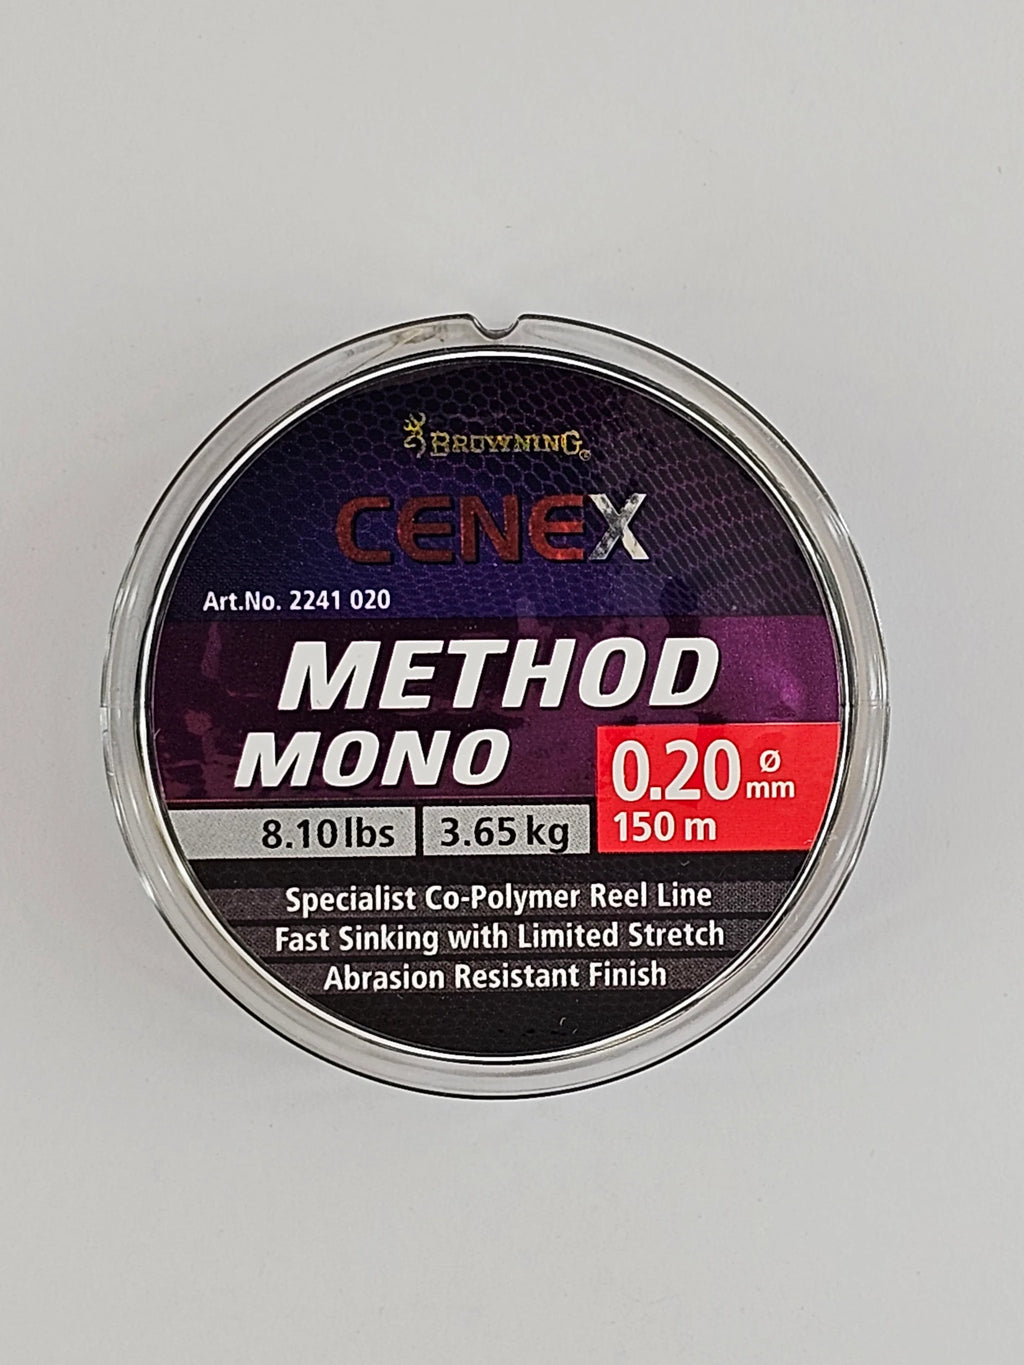 BROWNING®
CENEX
Art.No. 2241 020
METHOD
MONO
0.20 ø mm
150 m
8.10 lbs
3.65 kg
Specialist Co-Polymer Reel Line
Fast Sinking with Limited Stretch
Abrasion Resistant Finish